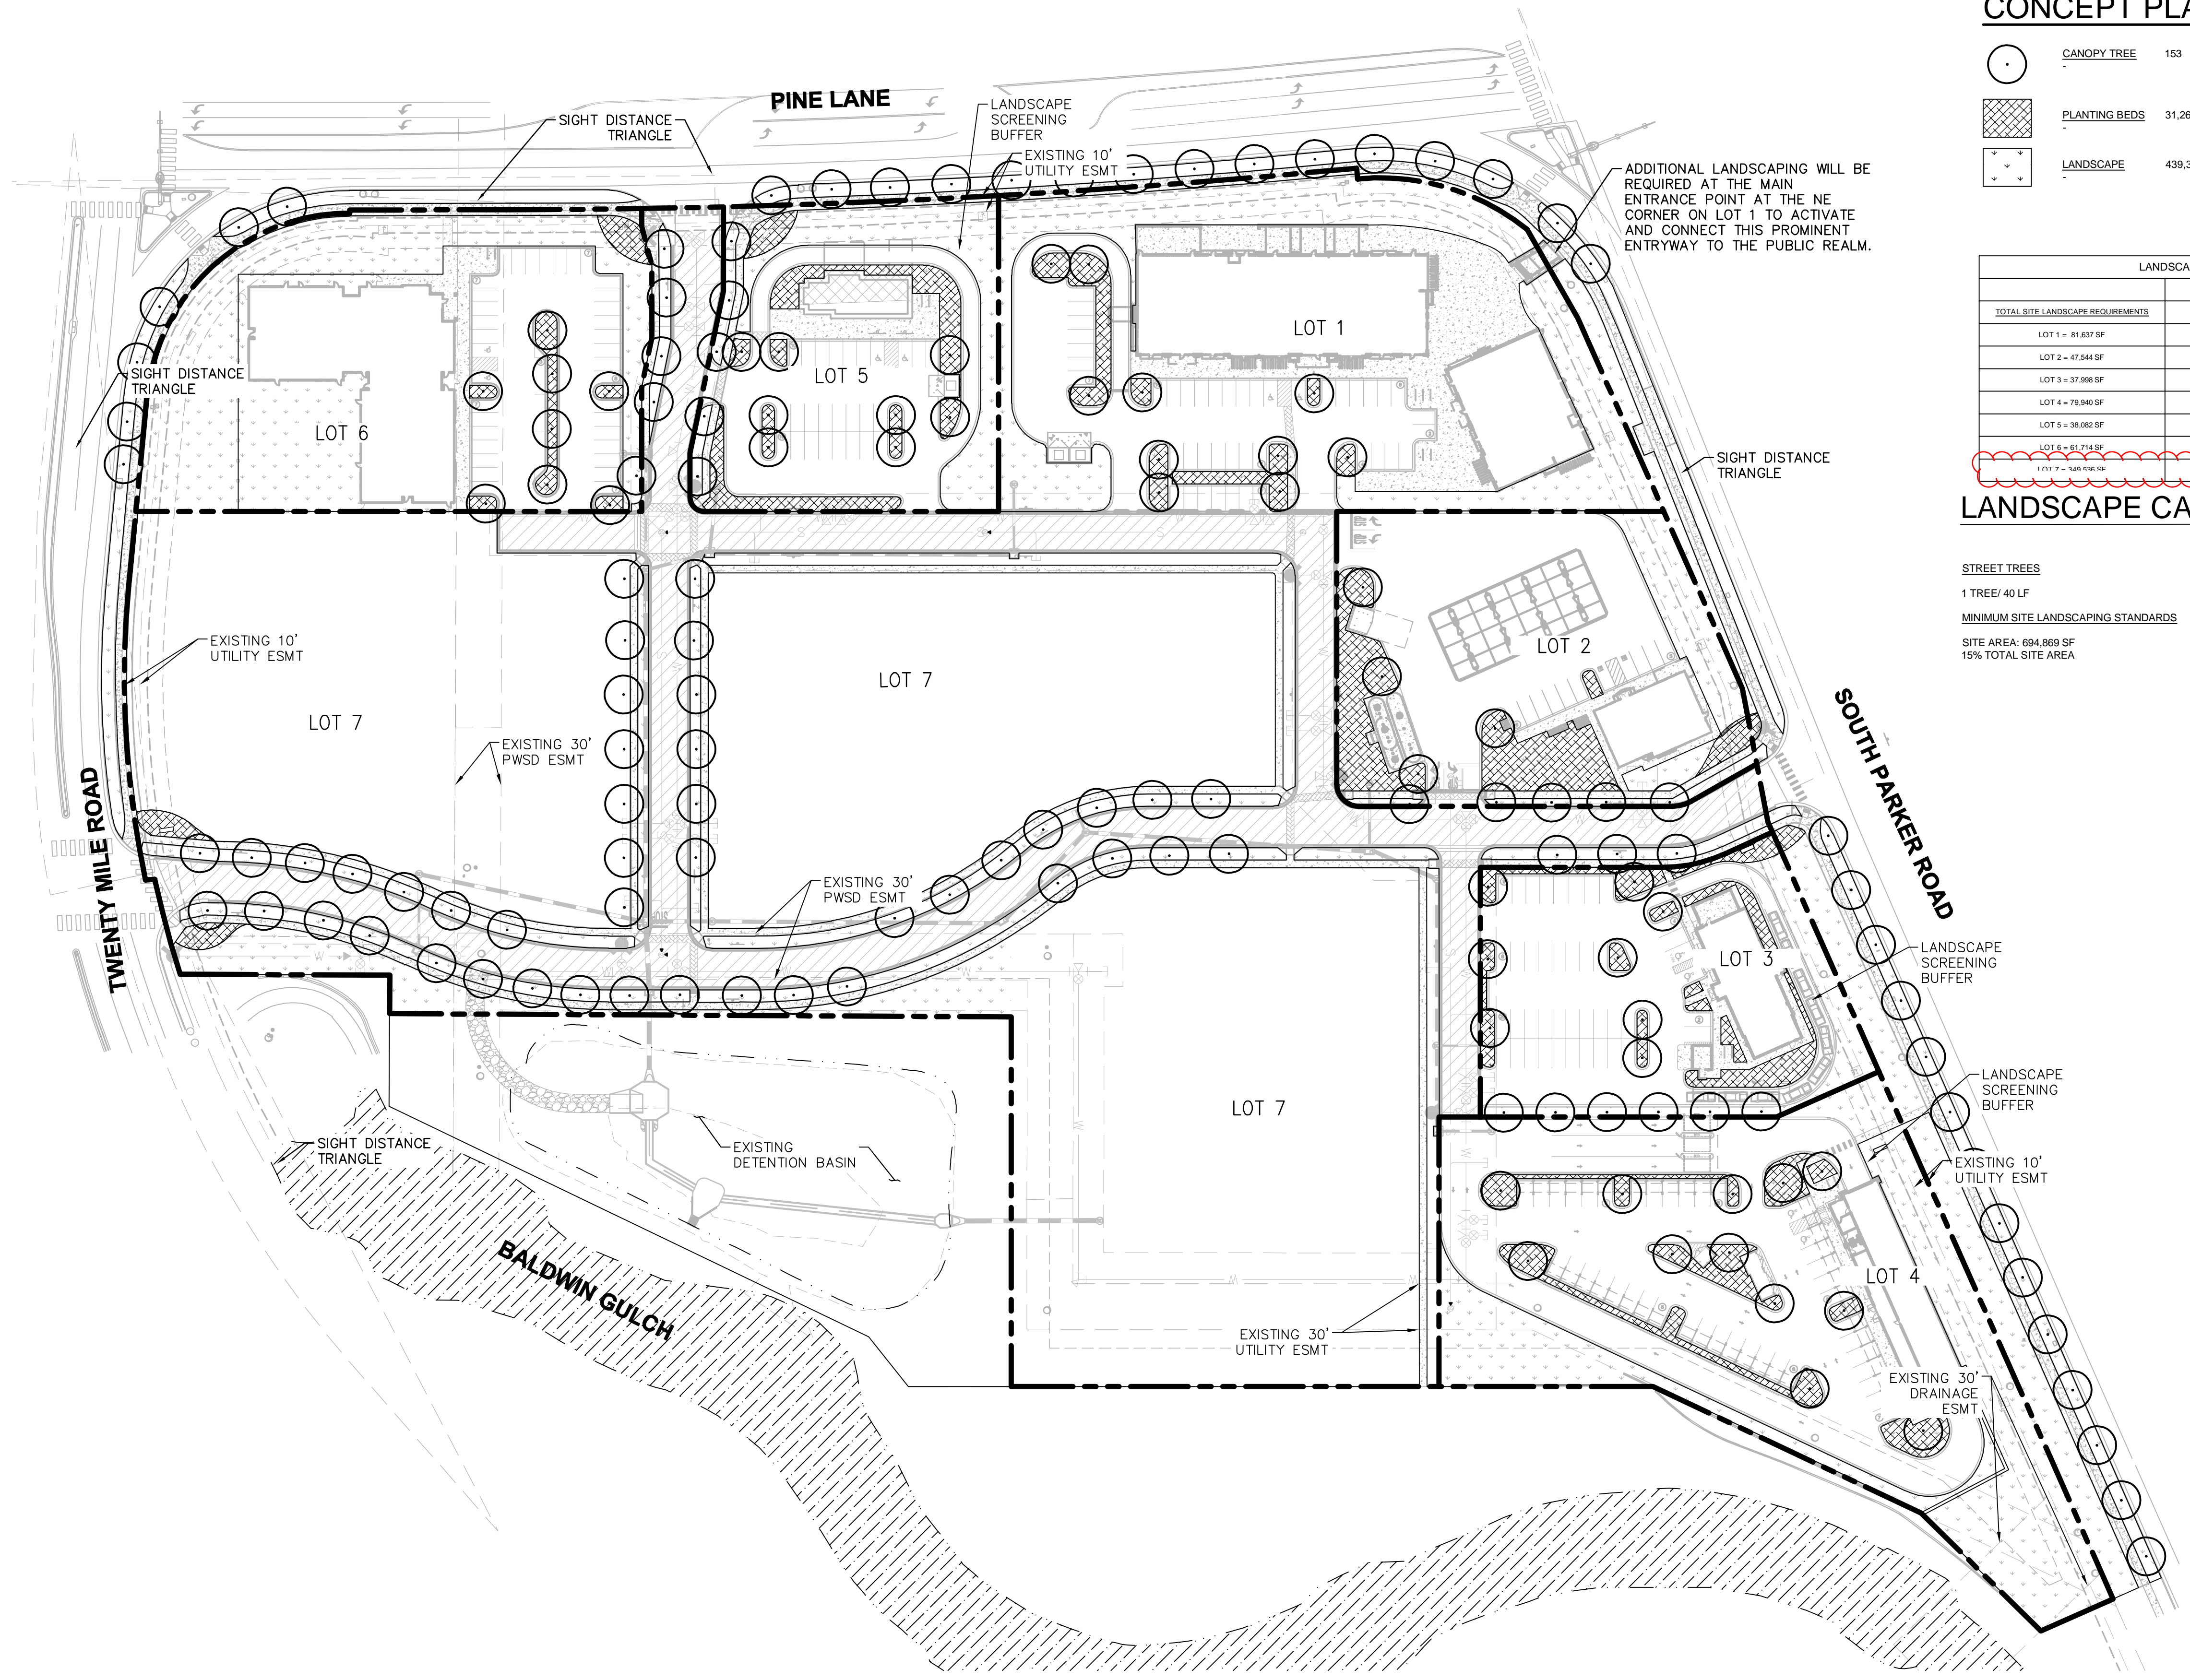 CONCEPT PLA
CANOPY TREE 153
-
PLANTING BEDS 31,26
-
LANDSCAPE 439,3
-
PINE LANE
SIGHT DISTANCE
TRIANGLE
LANDSCAPE
SCREENING
BUFFER
EXISTING 10'
UTILITY ESMT
ADDITIONAL LANDSCAPING WILL BE
REQUIRED AT THE MAIN
ENTRANCE POINT AT THE NE
CORNER ON LOT 1 TO ACTIVATE
AND CONNECT THIS PROMINENT
ENTRYWAY TO THE PUBLIC REALM.
LANDSCA
TOTAL SITE LANDSCAPE REQUIREMENTS
LOT 1 = 81,637 SF
LOT 2 = 47,544 SF
LOT 3 = 37,998 SF
LOT 4 = 79,940 SF
LOT 5 = 38,082 SF
LOT 6 = 61,714 SF
LOT 7 = 349,536 SF
LANDSCAPE CA
STREET TREES
1 TREE/ 40 LF
MINIMUM SITE LANDSCAPING STANDARDS
SITE AREA: 694,869 SF
15% TOTAL SITE AREA
LOT 1
SIGHT DISTANCE
TRIANGLE
LOT 5
LOT 6
SIGHT DISTANCE
TRIANGLE
EXISTING 10'
UTILITY ESMT
LOT 2
LOT 7
LOT 7
EXISTING 30'
PWSD ESMT
SOUTH PARKER ROAD
TWENTY MILE ROAD
EXISTING 30'
PWSD ESMT
LANDSCAPE
SCREENING
BUFFER
LOT 3
LANDSCAPE
SCREENING
BUFFER
LOT 7
SIGHT DISTANCE
TRIANGLE
EXISTING
DETENTION BASIN
EXISTING 10'
UTILITY ESMT
BALDWIN GULCH
LOT 4
EXISTING 30'
UTILITY ESMT
EXISTING 30'
DRAINAGE
ESMT